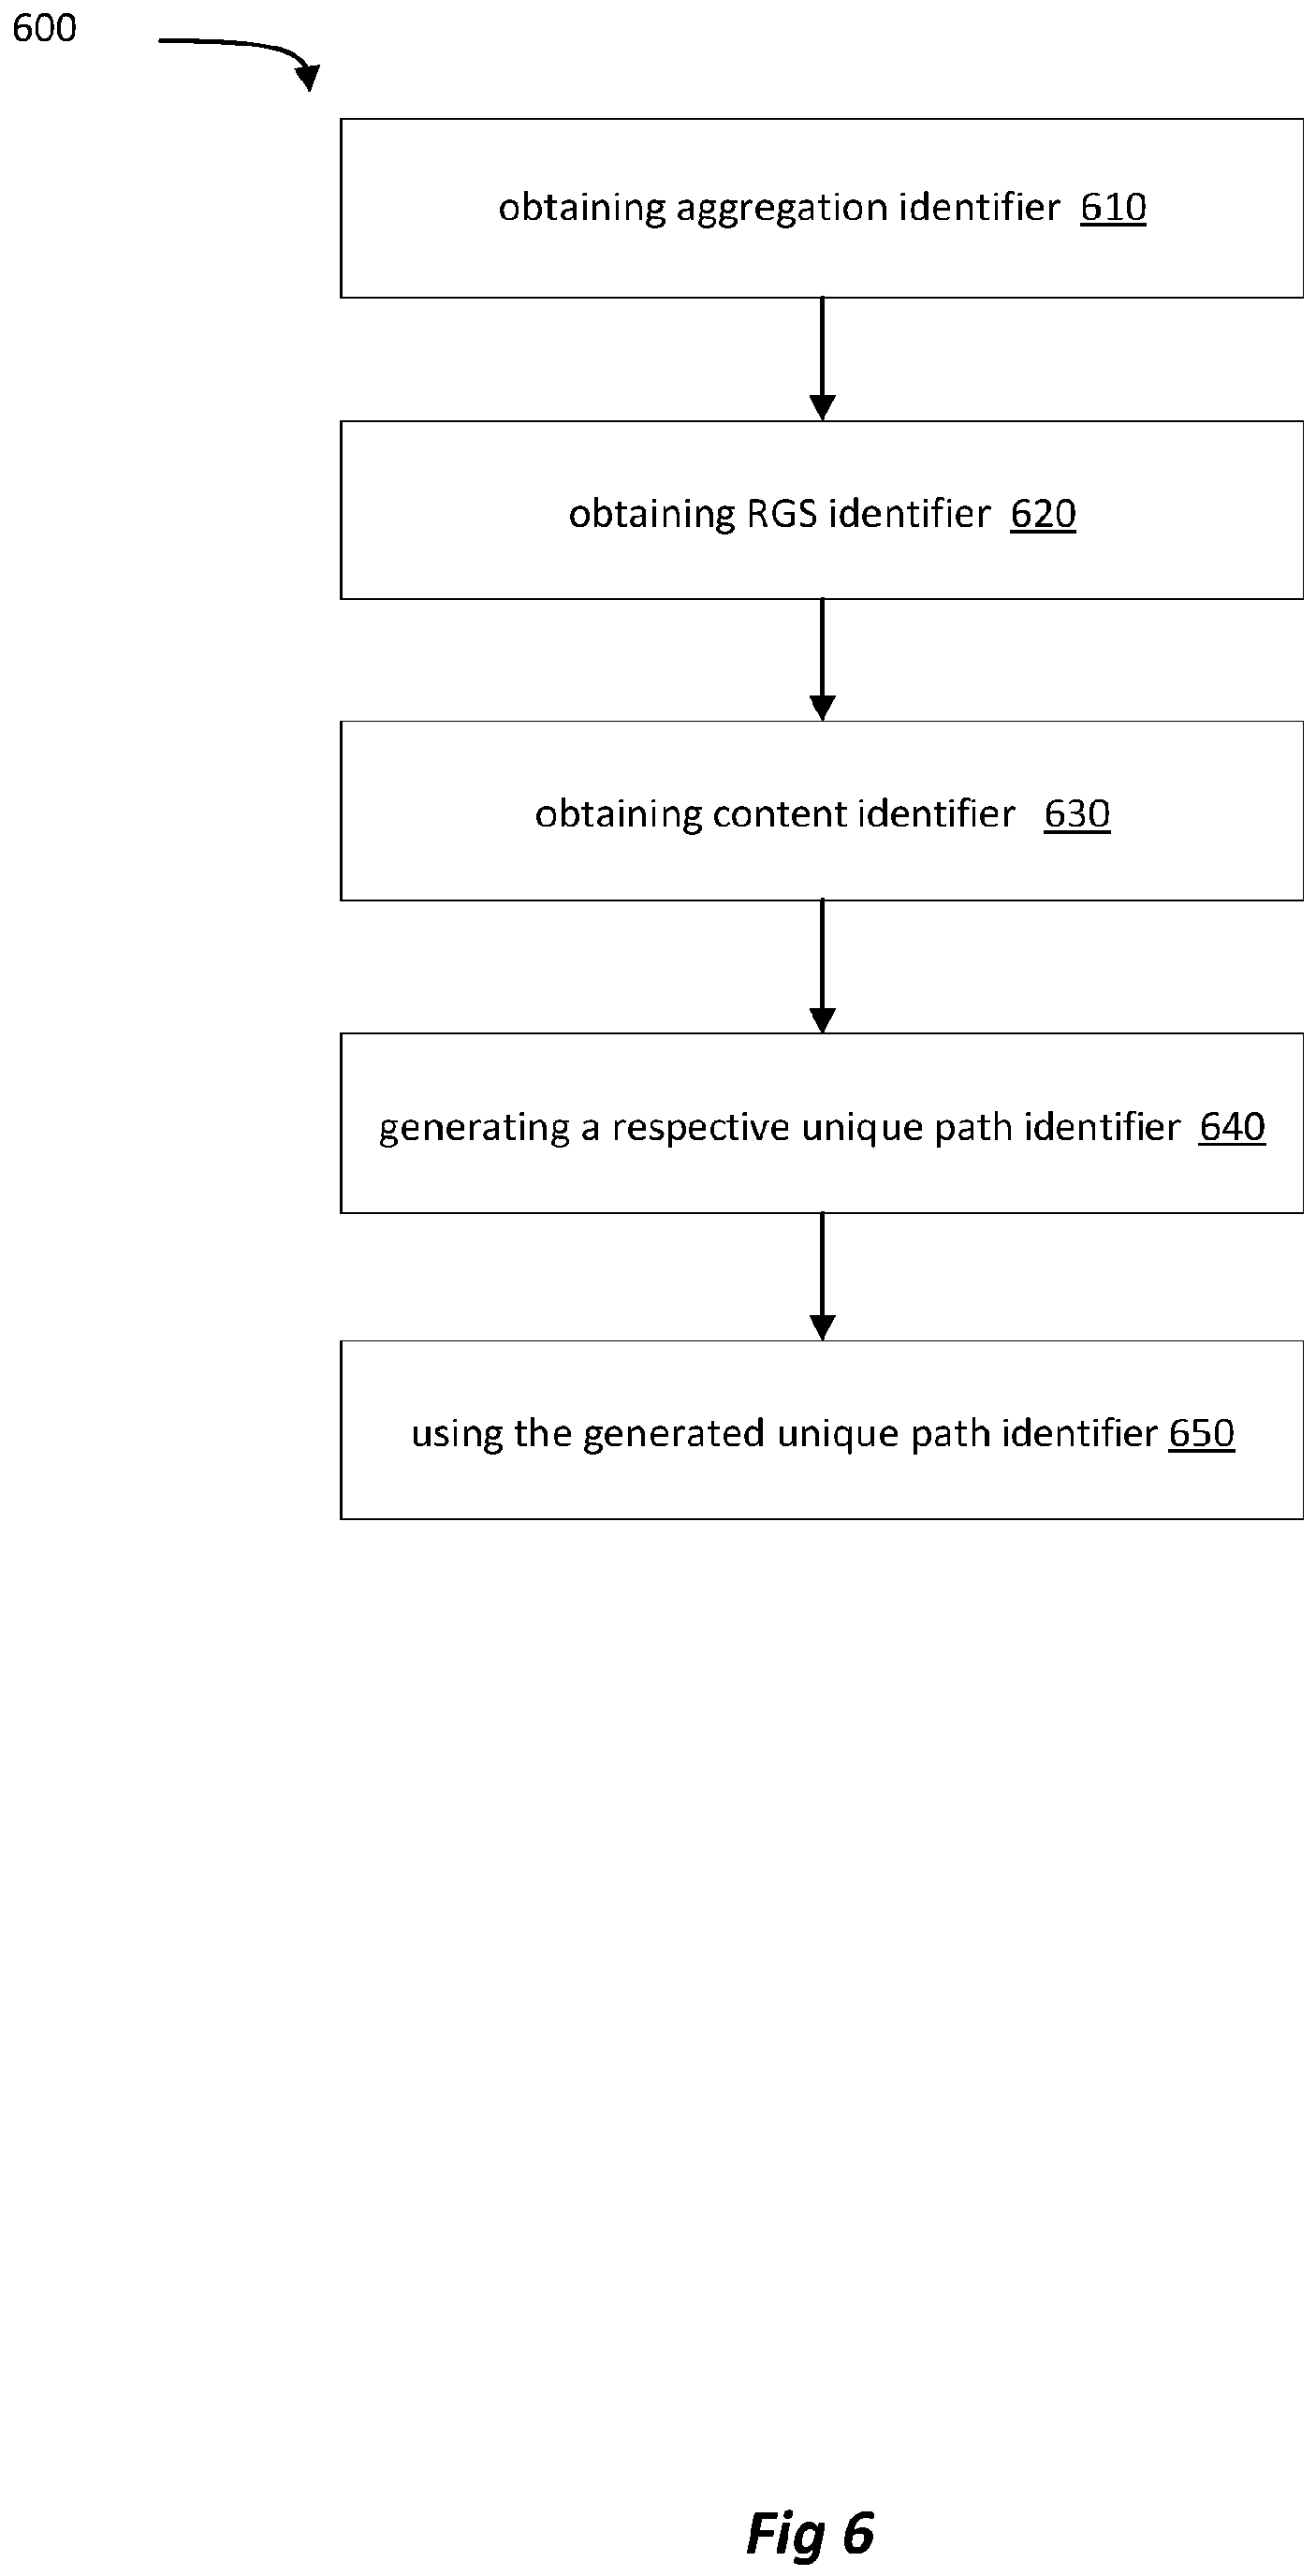 600
obtaining aggregation identifier 610
obtaining RGS identifier 620
obtaining content identifier 630
generating a respective unique path identifier 640
using the generated unique path identifier 650
Fig 6